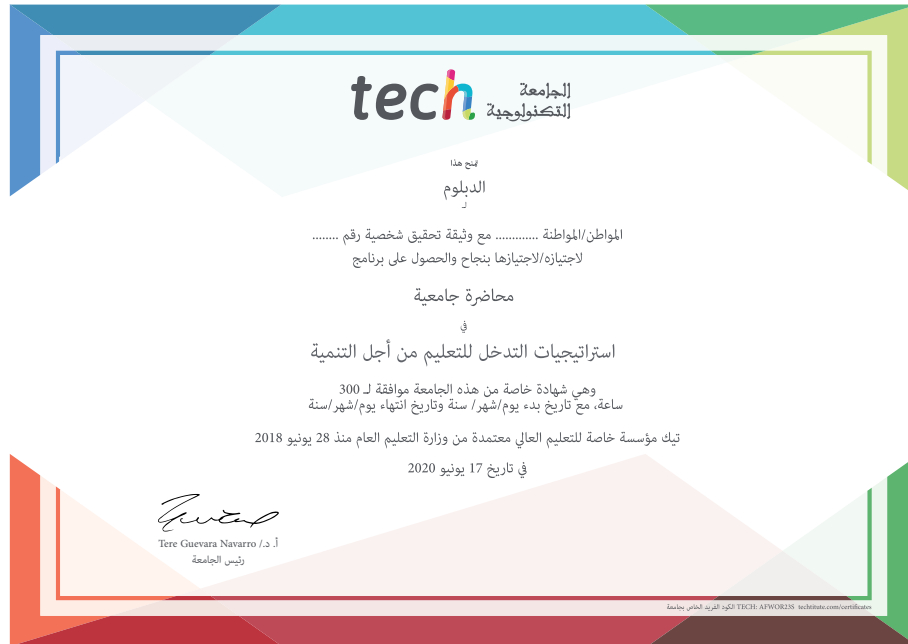 tech الجامعة
التكنولوجية
تمنح هذا
الدبلوم
لـ
المواطن/المواطنة ............. مع وثيقة تحقيق شخصية رقم ........
لاجتيازه/لاجتيازها بنجاح والحصول على برنامج
محاضرة جامعية
في
استراتيجيات التدخل للتعليم من أجل التنمية
وهي شهادة خاصة من هذه الجامعة موافقة لـ 300
ساعة، مع تاريخ بدء يوم/شهر/ سنة وتاريخ انتهاء يوم/شهر/سنة
تيك مؤسسة خاصة للتعليم العالي معتمدة من وزارة التعليم العام منذ 28 يونيو 2018
في تاريخ 17 يونيو 2020
أ. د./ Tere Guevara Navarro
رئيس الجامعة
الكود الفريد الخاص بجامعة TECH: AFWOR23S techtitute.com/certificates